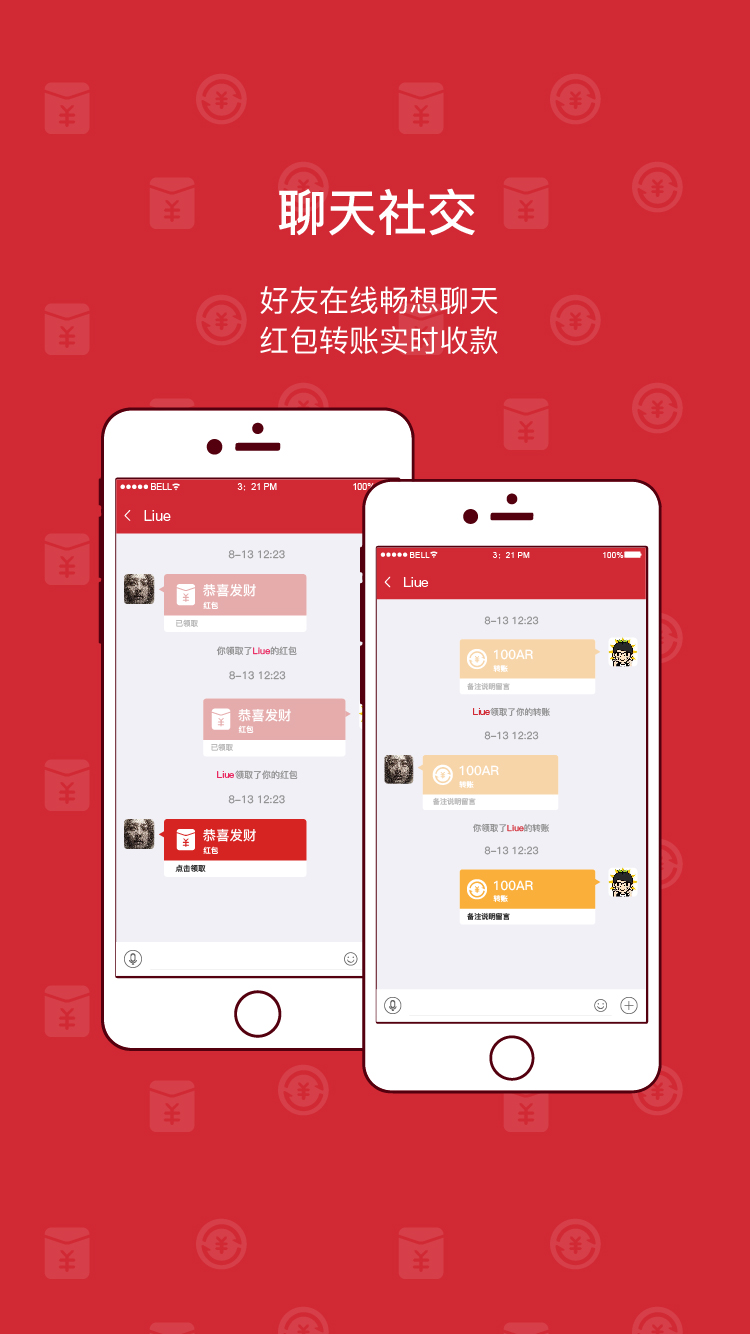 聊天社交
好友在线畅想聊天
红包转账实时收款
BELL 3: 21 PM 100%
Liue
8-13 12:23
恭喜发财
红包
已领取
你领取了Liue的红包
8-13 12:23
恭喜发财
红包
已领取
Liue领取了你的红包
8-13 12:23
恭喜发财
红包
点击领取
BELL 3: 21 PM 100%
Liue
8-13 12:23
100AR
转账
备注说明留言
Liue领取了你的转账
8-13 12:23
100AR
转账
备注说明留言
你领取了Liue的转账
8-13 12:23
100AR
转账
备注说明留言